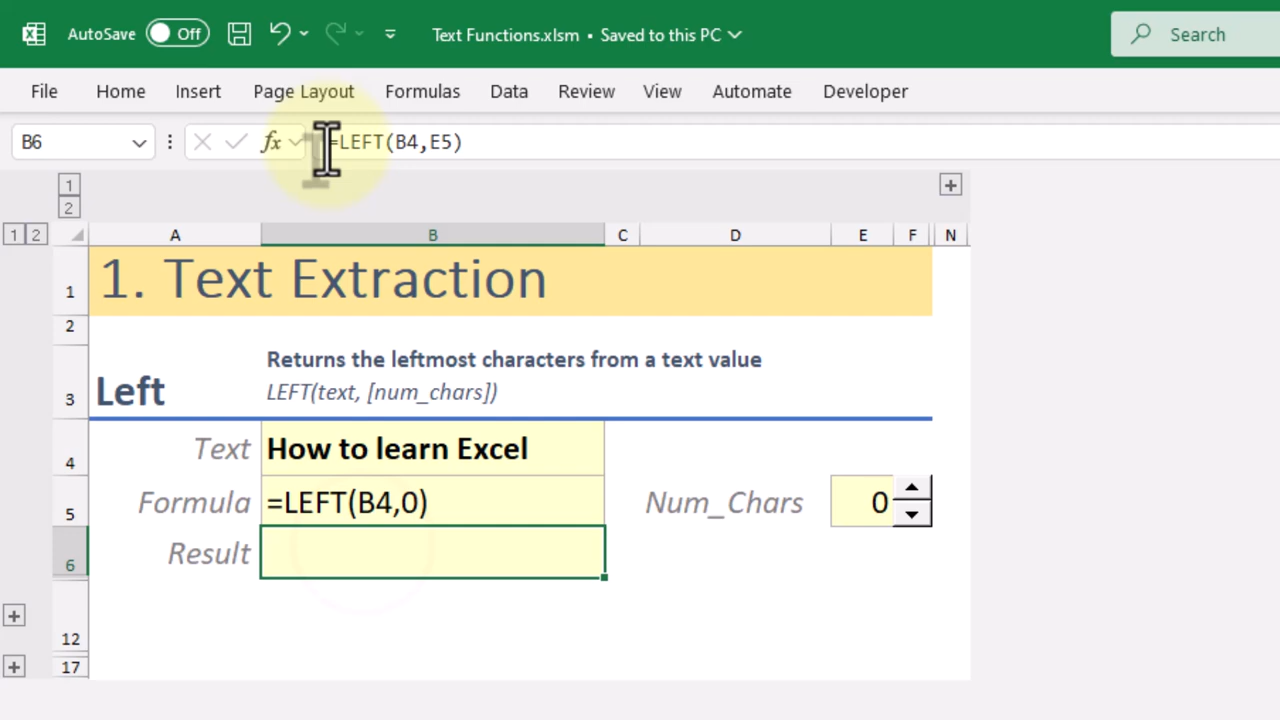 AutoSave Off Text Functions.xlsm • Saved to this PC Search
File Home Insert Page Layout Formulas Data Review View Automate Developer
B6 fx =LEFT(B4,E5)
1
2
1 2 A B C D E F N
1 1. Text Extraction
2
Returns the leftmost characters from a text value
3 Left LEFT(text, [num_chars])
4 Text How to learn Excel
5 Formula =LEFT(B4,0) Num_Chars 0
6 Result
12
17